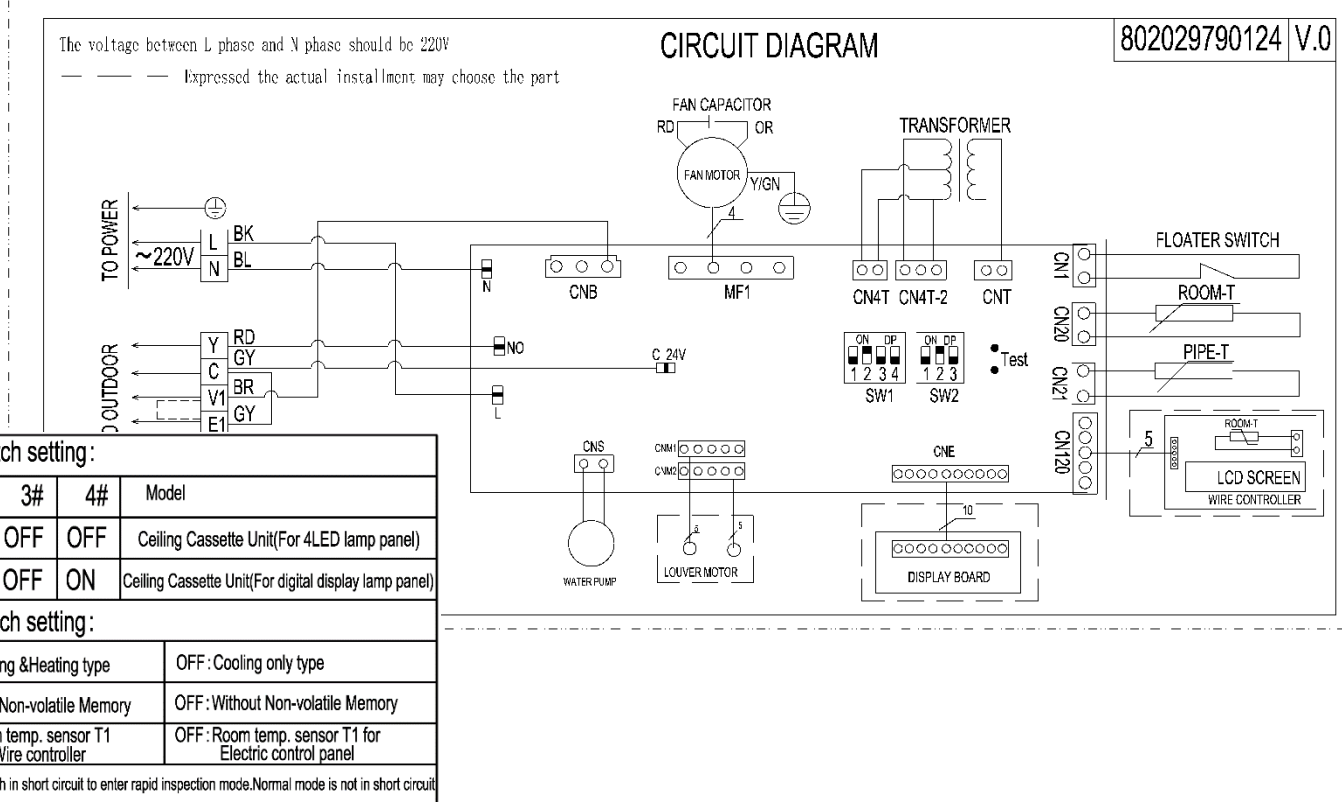 The voltage between L phase and N phase should be 220V
Expressed the actual installment may choose the part
CIRCUIT DIAGRAM
802029790124 V.0
FAN CAPACITOR
RD OR
FAN MOTOR
Y/GN
4
TRANSFORMER
TO POWER
~220V
L BK
N BL
N
CNB
MF1
CN4T CN4T-2 CNT
CN1
FLOATER SWITCH
CN20
ROOM-T
CN21
PIPE-T
OUTDOOR
Y RD
C GY
V1 BR
E1 GY
NO
C 24V
L
ON DP
1 2 3 4
SW1
ON DP
1 2 3
SW2
Test
CN120
5
ROOM-T
LCD SCREEN
WIRE CONTROLLER
CNS
WATER PUMP
CNM1
CNM2
5 5
LOUVER MOTOR
CNE
10
DISPLAY BOARD
setting:
3# 4# Model
OFF OFF Ceiling Cassette Unit(For 4LED lamp panel)
OFF ON Ceiling Cassette Unit(For digital display lamp panel)
setting:
&Heating type OFF:Cooling only type
Non-volatile Memory OFF:Without Non-volatile Memory
temp. sensor T1 OFF:Room temp. sensor T1 for
controller Electric control panel
in short circuit to enter rapid inspection mode.Normal mode is not in short circuit